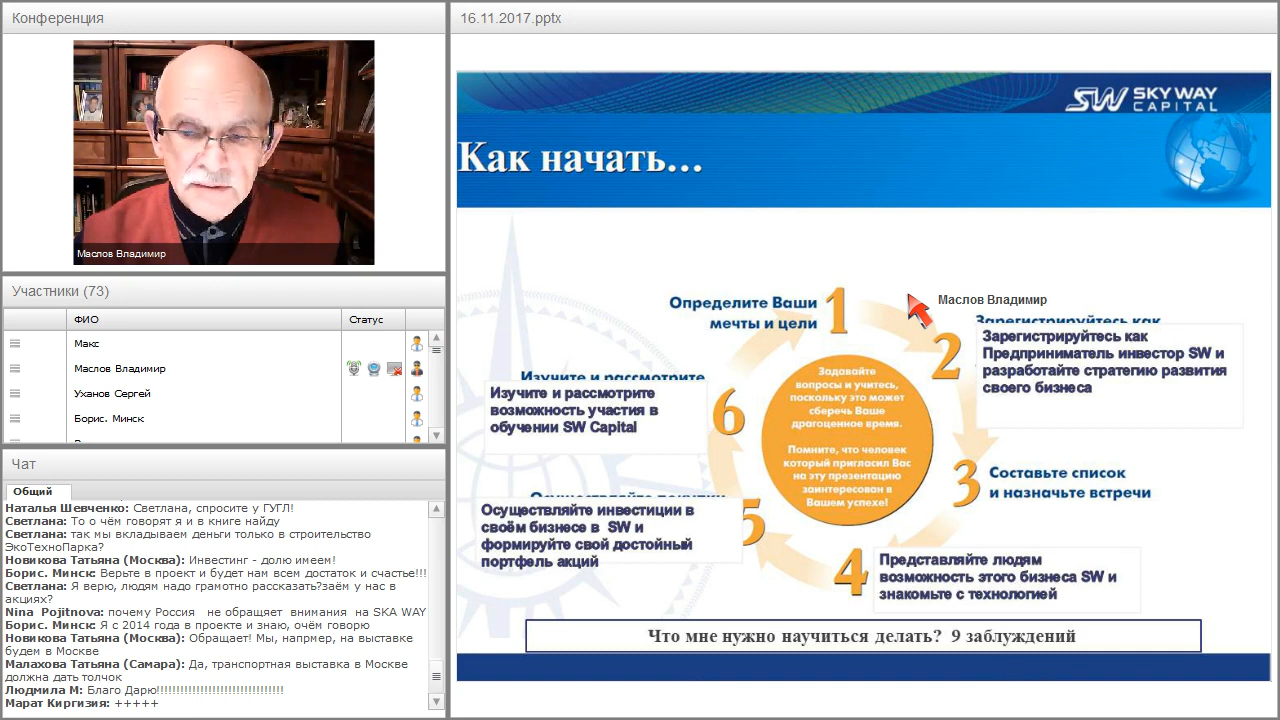 Конференция
Маслов Владимир
Участники (73)
ФИО
Статус
Макс
Маслов Владимир
Уханов Сергей
Борис. Минск
Чат
Общий
Наталья Шевченко: спросите у ГУГЛ!
Светлана: То о чём говорят я и в книге найду
Светлана: так мы вкладываем деньги только в строительство
ЭкоТехноПарка?
Новикова Татьяна (Москва): Инвестинг - долю имеем!
Борис. Минск: Верьте в проект и будет нам всем достаток и счастье!!!
Светлана: Я верю, людям надо грамотно рассказать?заём у нас в
акциях?
Nina Pojitnova: почему Россия не обращает внимания на SKA WAY
Борис. Минск: Я с 2014 года в проекте и знаю, очём говорю
Новикова Татьяна (Москва): Обращает! Мы, напрмер, на выставке
будем в Москве
Малахова Татьяна (Самара): Да, транспортная выставка в Москве
должна дать толчок
Людмила М: Благо Дарю!!!!!!!!!!!!!!!!!!!!!!!!!!!!!!!!
Марат Киргизия: +++++
16.11.2017.pptx
SW SKY WAY
CAPITAL
Как начать...
1
Определите Ваши
мечты и цели
Маслов Владимир
2
Зарегистрируйтесь как
Зарегистрируйтесь как
Предприниматель инвестор SW и
разработайте стратегию развития
своего бизнеса
3
Составьте список
и назначьте встречи
4
Представляйте людям
возможность этого бизнеса SW и
знакомьте с технологией
5
Осуществляйте покупки
Осуществляйте инвестиции в
своём бизнесе в SW и
формируйте свой достойный
портфель акций
6
Изучите и рассмотрите
Изучите и рассмотрите
возможность участия в
обучении SW Capital
Задавайте
вопросы и учитесь,
поскольку это может
сберечь Ваше
драгоценное время.
Помните, что человек
который пригласил Вас
на эту презентацию
заинтересован в
Вашем успехе!
Что мне нужно научиться делать? 9 заблуждений